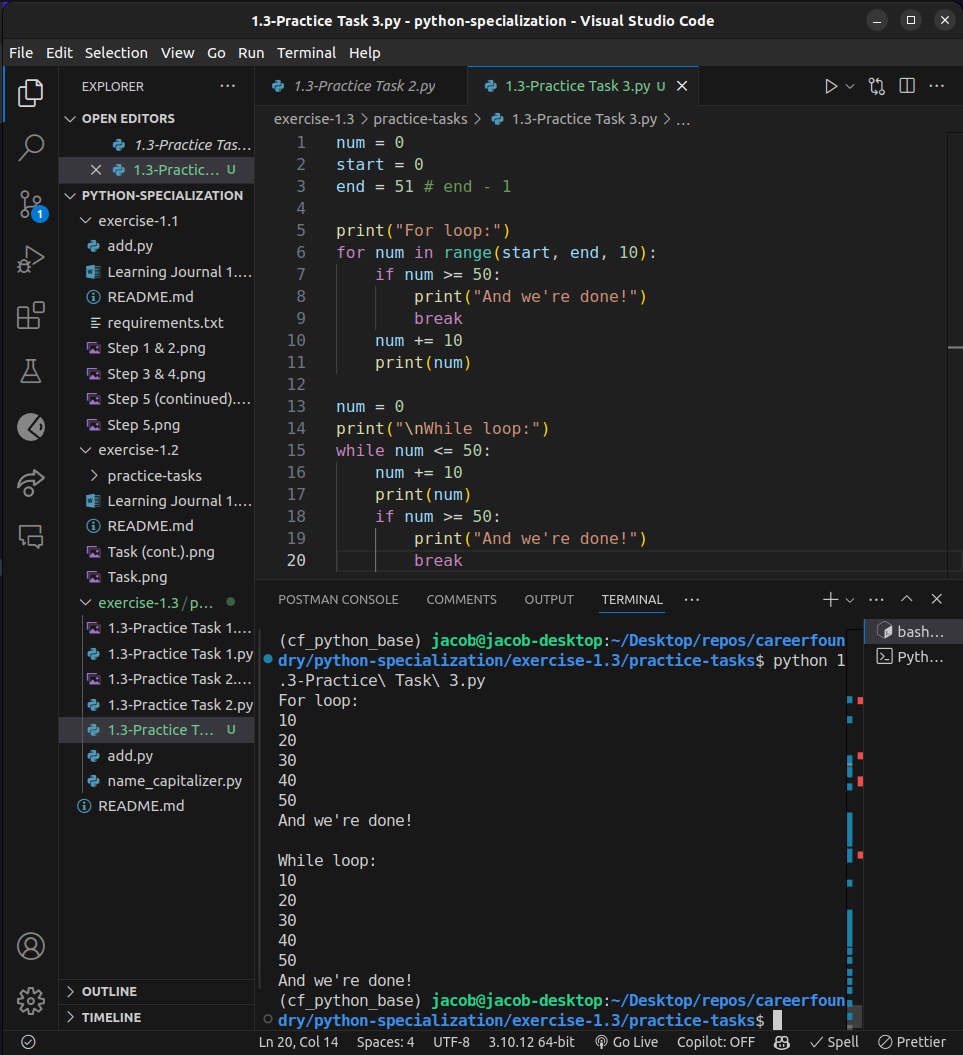 1.3-Practice Task 3.py - python-specialization - Visual Studio Code
File Edit Selection View Go Run Terminal Help
EXPLORER
OPEN EDITORS
1.3-Practice Tas...
1.3-Practic... U
PYTHON-SPECIALIZATION
exercise-1.1
add.py
Learning Journal 1....
README.md
requirements.txt
Step 1 & 2.png
Step 3 & 4.png
Step 5 (continued)....
Step 5.png
exercise-1.2
practice-tasks
Learning Journal 1....
README.md
Task (cont.).png
Task.png
exercise-1.3 / p...
1.3-Practice Task 1....
1.3-Practice Task 1.py
1.3-Practice Task 2....
1.3-Practice Task 2.py
1.3-Practice T... U
add.py
name_capitalizer.py
README.md
OUTLINE
TIMELINE
1
1.3-Practice Task 2.py
1.3-Practice Task 3.py U
exercise-1.3 > practice-tasks > 1.3-Practice Task 3.py > ...
1 num = 0
2 start = 0
3 end = 51 # end - 1
4
5 print("For loop:")
6 for num in range(start, end, 10):
7     if num >= 50:
8         print("And we're done!")
9         break
10     num += 10
11     print(num)
12
13 num = 0
14 print("\nWhile loop:")
15 while num <= 50:
16     num += 10
17     print(num)
18     if num >= 50:
19         print("And we're done!")
20         break
POSTMAN CONSOLE COMMENTS OUTPUT TERMINAL
(cf_python_base) jacob@jacob-desktop:~/Desktop/repos/careerfoun
dry/python-specialization/exercise-1.3/practice-tasks$ python 1
.3-Practice\ Task\ 3.py
For loop:
10
20
30
40
50
And we're done!

While loop:
10
20
30
40
50
And we're done!
(cf_python_base) jacob@jacob-desktop:~/Desktop/repos/careerfoun
dry/python-specialization/exercise-1.3/practice-tasks$
bash...
Pyth...
Ln 20, Col 14 Spaces: 4 UTF-8 3.10.12 64-bit Go Live Copilot: OFF Spell Prettier